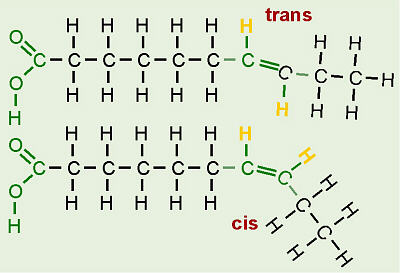 trans
H H H H H H
O H H
C C C C C C C
C C C H
O
H H H H H
H H H
H
H H H H H H
O H
C C C C C C C
C H
O
H H H H H
C H
cis
H H C
H H